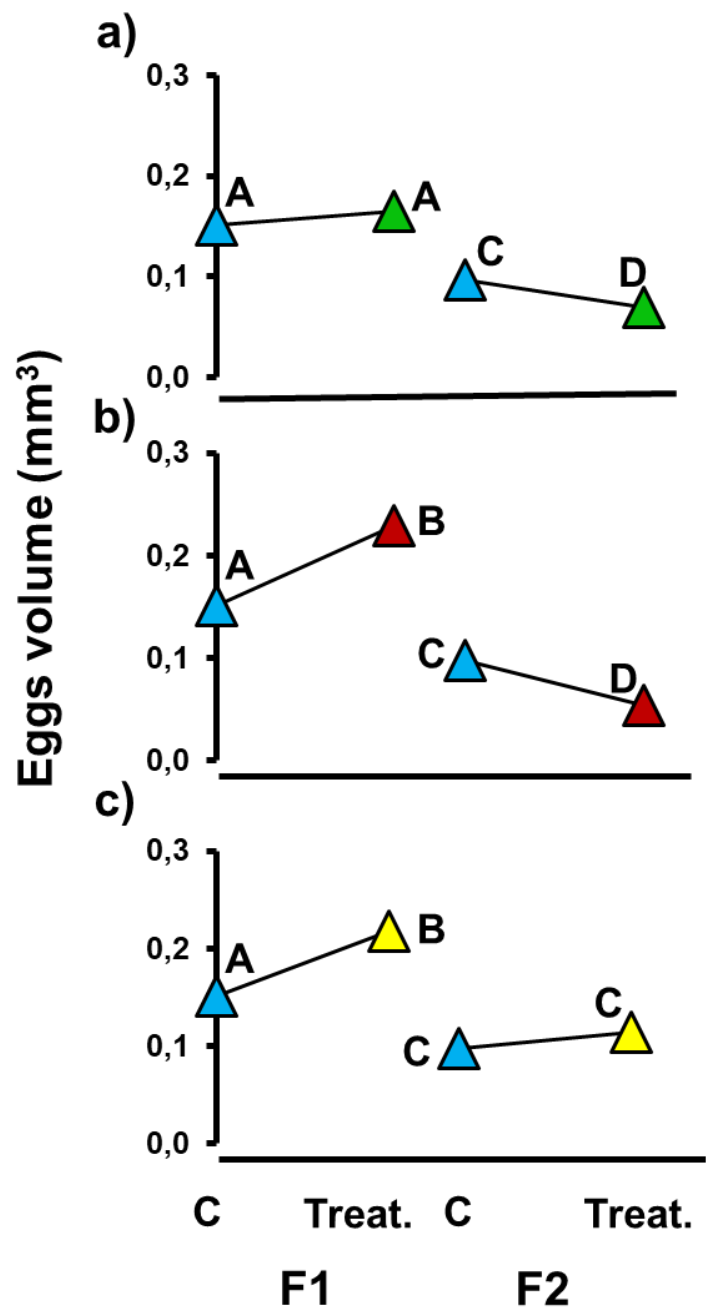 a)
0,3
0,2
0,1
0,0
A
A
C
D
Eggs volume (mm³)
b)
0,3
0,2
0,1
0,0
A
B
C
D
c)
0,3
0,2
0,1
0,0
A
B
C
C
C Treat. C Treat.
F1 F2